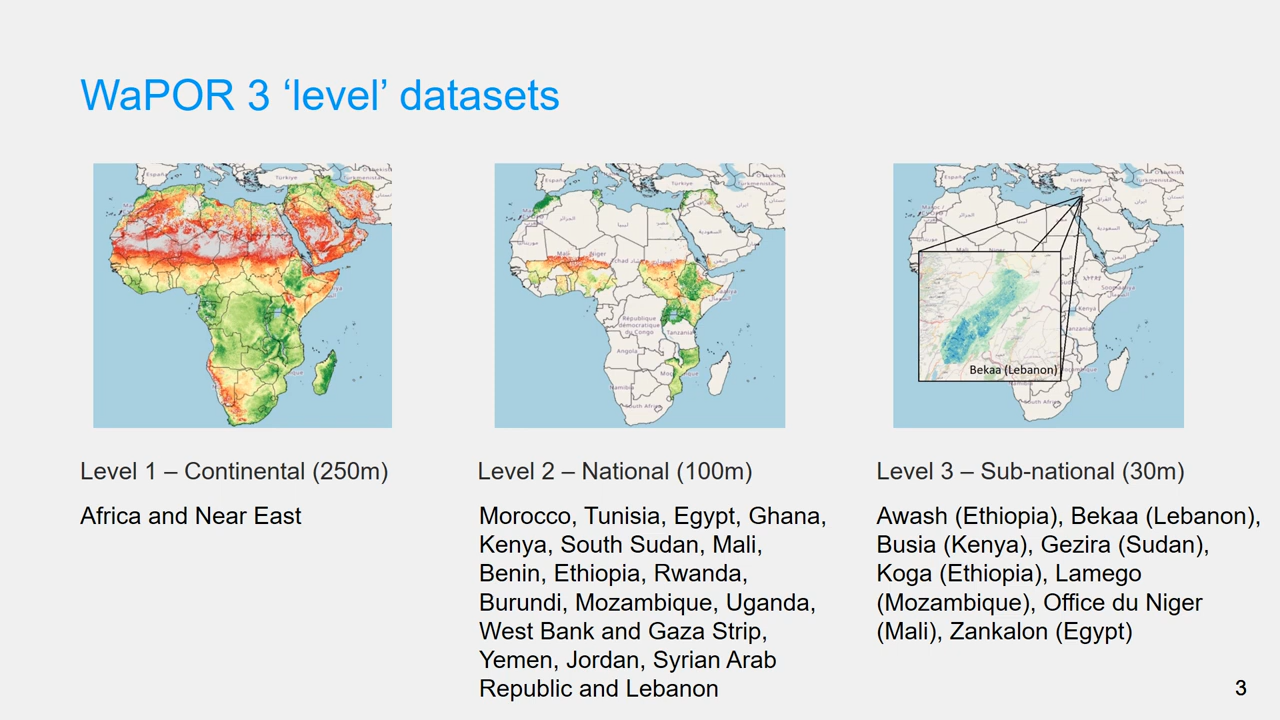 WaPOR 3 ‘level’ datasets
Bekaa (Lebanon)
Level 1 – Continental (250m)
Africa and Near East
Level 2 – National (100m)
Morocco, Tunisia, Egypt, Ghana,
Kenya, South Sudan, Mali,
Benin, Ethiopia, Rwanda,
Burundi, Mozambique, Uganda,
West Bank and Gaza Strip,
Yemen, Jordan, Syrian Arab
Republic and Lebanon
Level 3 – Sub-national (30m)
Awash (Ethiopia), Bekaa (Lebanon),
Busia (Kenya), Gezira (Sudan),
Koga (Ethiopia), Lamego
(Mozambique), Office du Niger
(Mali), Zankalon (Egypt)
3